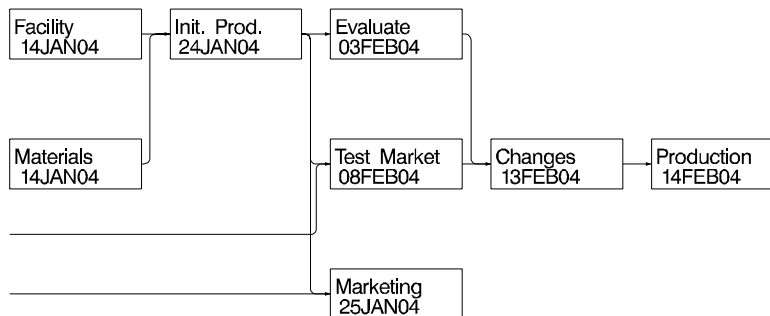 Facility
14JAN04
Init. Prod.
24JAN04
Evaluate
03FEB04
Materials
14JAN04
Test Market
08FEB04
Changes
13FEB04
Production
14FEB04
Marketing
25JAN04